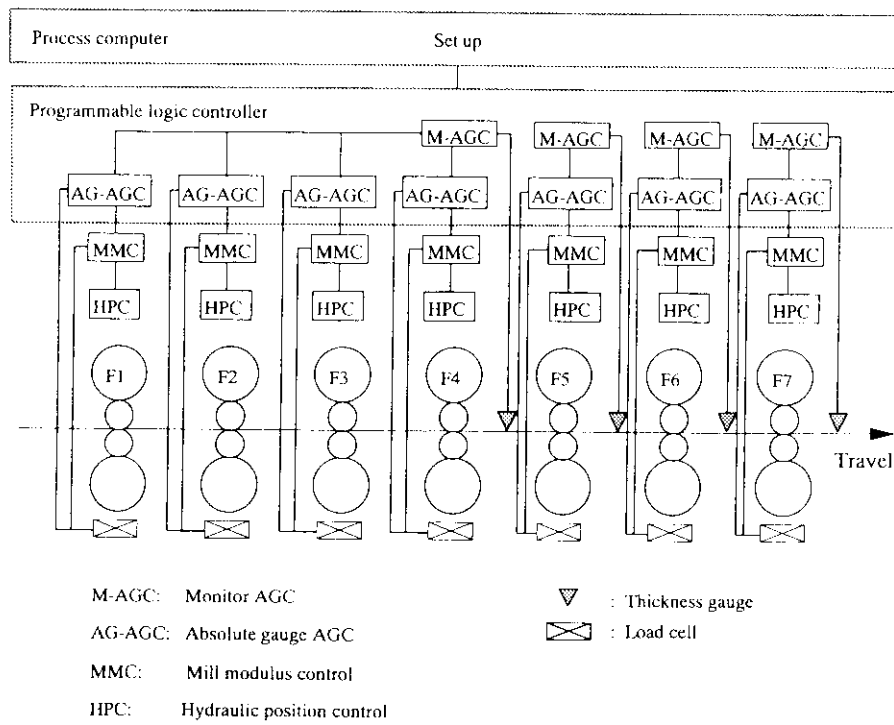 Process computer Set up
Programmable logic controller
M-AGC M-AGC M-AGC M-AGC
AG-AGC AG-AGC AG-AGC AG-AGC AG-AGC AG-AGC AG-AGC
MMC MMC MMC MMC MMC MMC MMC
HPC HPC HPC HPC HPC HPC HPC
F1 F2 F3 F4 F5 F6 F7
Travel
M-AGC: Monitor AGC
AG-AGC: Absolute gauge AGC
MMC: Mill modulus control
HPC: Hydraulic position control
: Thickness gauge
: Load cell